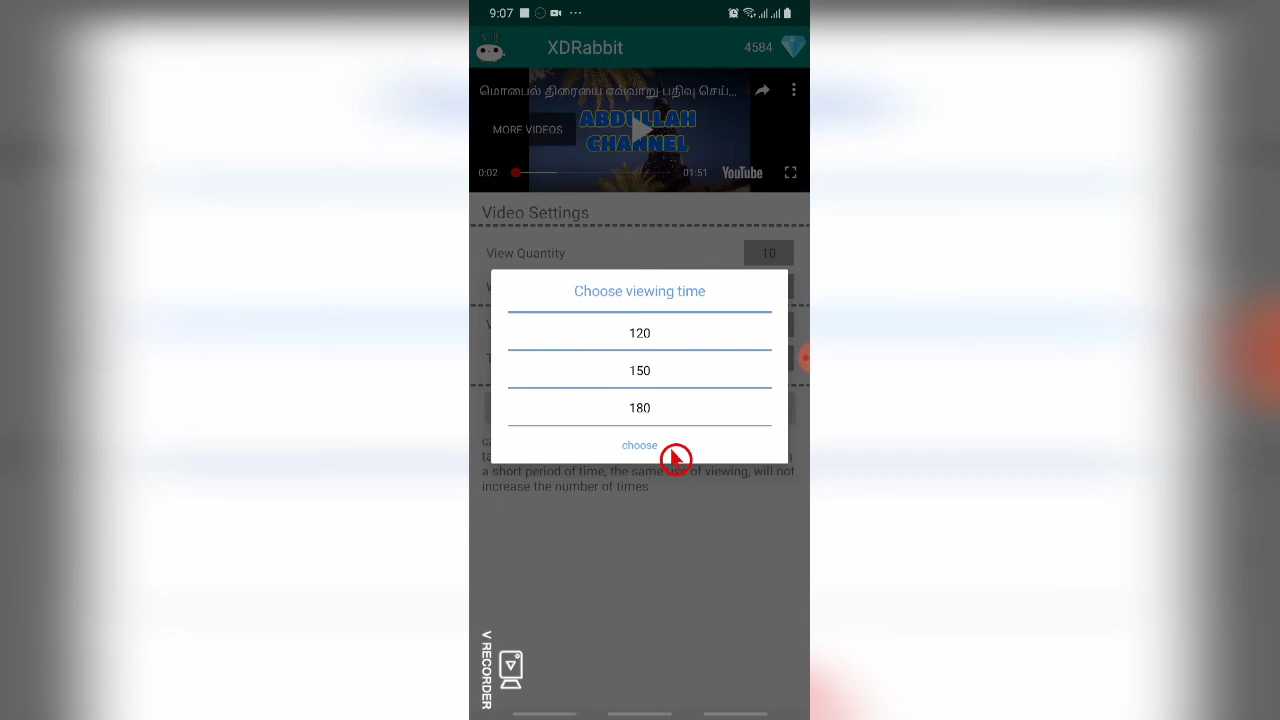 9:07
XDRabbit
4584
மொபைல் திரையை எவ்வாறு பதிவு செய்...
MORE VIDEOS
ABDULLAH
CHANNEL
0:02
01:51
YouTube
Video Settings
View Quantity
10
Choose viewing time
120
150
180
choose
a short period of time, the same use of viewing, will not
increase the number of times
V RECORDER